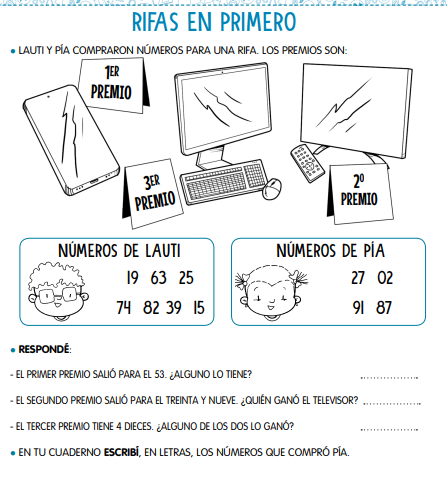 RIFAS EN PRIMERO
• LAUTI Y PÍA COMPRARON NÚMEROS PARA UNA RIFA. LOS PREMIOS SON:
1ER
PREMIO
3ER
PREMIO
2º
PREMIO
NÚMEROS DE LAUTI
19 63 25
74 82 39 15
NÚMEROS DE PÍA
27 02
91 87
• RESPONDÉ:
- EL PRIMER PREMIO SALIÓ PARA EL 53. ¿ALGUNO LO TIENE? ................
- EL SEGUNDO PREMIO SALIÓ PARA EL TREINTA Y NUEVE. ¿QUIÉN GANÓ EL TELEVISOR? ................
- EL TERCER PREMIO TIENE 4 DIECES. ¿ALGUNO DE LOS DOS LO GANÓ? ................
• EN TU CUADERNO ESCRIBÍ, EN LETRAS, LOS NÚMEROS QUE COMPRÓ PÍA.